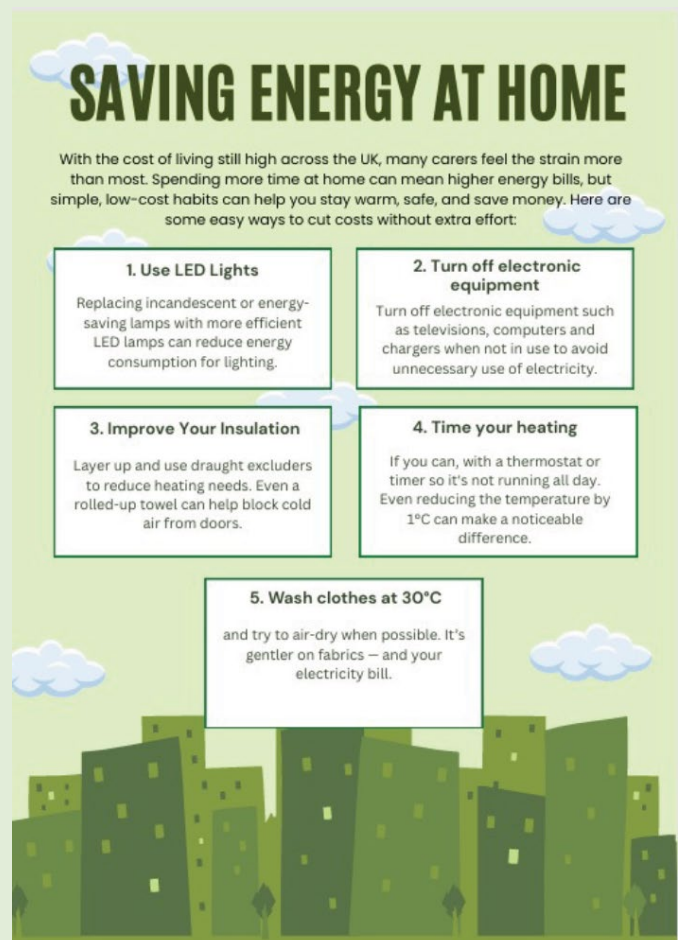 SAVING ENERGY AT HOME
With the cost of living still high across the UK, many carers feel the strain more
than most. Spending more time at home can mean higher energy bills, but
simple, low-cost habits can help you stay warm, safe, and save money. Here are
some easy ways to cut costs without extra effort:
1. Use LED Lights
Replacing incandescent or energy-
saving lamps with more efficient
LED lamps can reduce energy
consumption for lighting.
2. Turn off electronic
equipment
Turn off electronic equipment such
as televisions, computers and
chargers when not in use to avoid
unnecessary use of electricity.
3. Improve Your Insulation
Layer up and use draught excluders
to reduce heating needs. Even a
rolled-up towel can help block cold
air from doors.
4. Time your heating
If you can, with a thermostat or
timer so it's not running all day.
Even reducing the temperature by
1°C can make a noticeable
difference.
5. Wash clothes at 30°C
and try to air-dry when possible. It's
gentler on fabrics — and your
electricity bill.